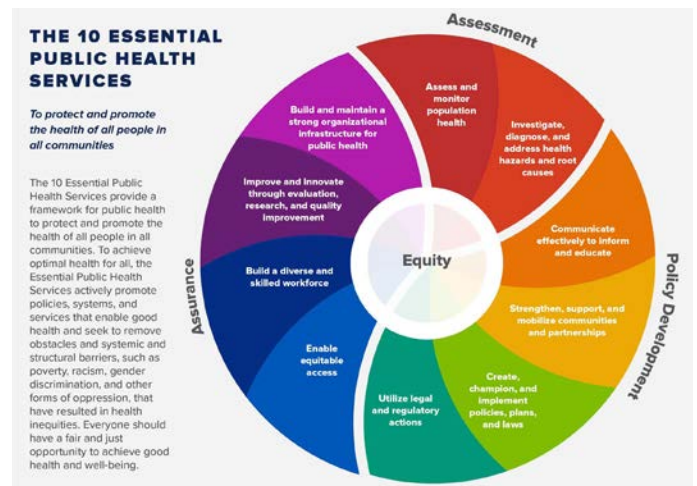 THE 10 ESSENTIAL
PUBLIC HEALTH
SERVICES
To protect and promote
the health of all people in
all communities
The 10 Essential Public
Health Services provide a
framework for public health
to protect and promote the
health of all people in all
communities. To achieve
optimal health for all, the
Essential Public Health
Services actively promote
policies, systems, and
services that enable good
health and seek to remove
obstacles and systemic and
structural barriers, such as
poverty, racism, gender
discrimination, and other
forms of oppression, that
have resulted in health
inequities. Everyone should
have a fair and just
opportunity to achieve good
health and well-being.
Assessment
Assess and
monitor
population
health
Investigate,
diagnose, and
address health
hazards and root
causes
Policy Development
Communicate
effectively to inform
and educate
Strengthen, support, and
mobilize communities
and partnerships
Create,
champion, and
implement
policies, plans,
and laws
Utilize legal
and regulatory
actions
Assurance
Enable
equitable
access
Build a diverse and
skilled workforce
Improve and innovate
through evaluation,
research, and quality
improvement
Build and maintain a
strong organizational
infrastructure for
public health
Equity